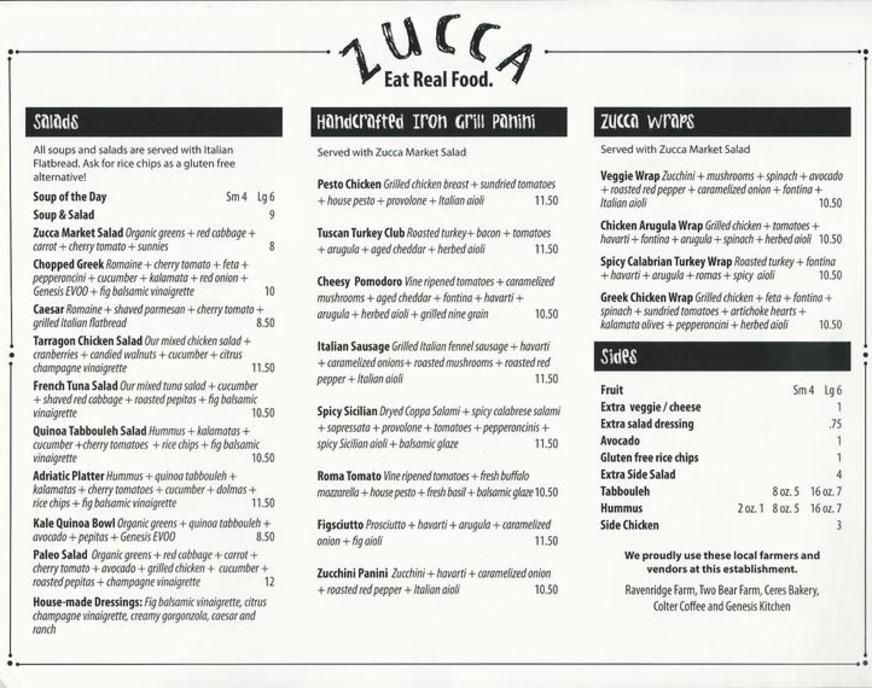 ZUCCA
Eat Real Food.
Salads
All soups and salads are served with Italian
Flatbread. Ask for rice chips as a gluten free
alternative!
Soup of the Day Sm 4 Lg 6
Soup & Salad 9
Zucca Market Salad Organic greens + red cabbage +
carrot + cherry tomato + sunnies 8
Chopped Greek Romaine + cherry tomato + feta +
pepperoncini + cucumber + kalamata + red onion +
Genesis EVOO + fig balsamic vinaigrette 10
Caesar Romaine + shaved parmesan + cherry tomato +
grilled Italian flatbread 8.50
Tarragon Chicken Salad Our mixed chicken salad +
cranberries + candied walnuts + cucumber + citrus
champagne vinaigrette 11.50
French Tuna Salad Our mixed tuna salad + cucumber
+ shaved red cabbage + roasted pepitas + fig balsamic
vinaigrette 10.50
Quinoa Tabbouleh Salad Hummus + kalamatas +
cucumber +cherry tomatoes + rice chips + fig balsamic
vinaigrette 10.50
Adriatic Platter Hummus + quinoa tabbouleh +
kalamatas + cherry tomatoes + cucumber + dolmas +
rice chips + fig balsamic vinaigrette 11.50
Kale Quinoa Bowl Organic greens + quinoa tabbouleh +
avocado + pepitas + Genesis EVOO 8.50
Paleo Salad Organic greens + red cabbage + carrot +
cherry tomato + avocado + grilled chicken + cucumber +
roasted pepitas + champagne vinaigrette 12
House-made Dressings: Fig balsamic vinaigrette, citrus
champagne vinaigrette, creamy gorgonzola, caesar and
ranch
Handcrafted Iron Grill Panini
Served with Zucca Market Salad
Pesto Chicken Grilled chicken breast + sundried tomatoes
+ house pesto + provolone + Italian aioli 11.50
Tuscan Turkey Club Roasted turkey+ bacon + tomatoes
+ arugula + aged cheddar + herbed aioli 11.50
Cheesy Pomodoro Vine ripened tomatoes + caramelized
mushrooms + aged cheddar + fontina + havarti +
arugula + herbed aioli + grilled nine grain 10.50
Italian Sausage Grilled Italian fennel sausage + havarti
+ caramelized onions+ roasted mushrooms + roasted red
pepper + Italian aioli 11.50
Spicy Sicilian Dryed Coppa Salami + spicy calabrese salami
+ sopressata + provolone + tomatoes + pepperoncinis +
spicy Sicilian aioli + balsamic glaze 11.50
Roma Tomato Vine ripened tomatoes + fresh buffalo
mozzarella + house pesto + fresh basil + balsamic glaze 10.50
Figsciutto Prosciutto + havarti + arugula + caramelized
onion + fig aioli 11.50
Zucchini Panini Zucchini + havarti + caramelized onion
+ roasted red pepper + Italian aioli 10.50
Zucca Wraps
Served with Zucca Market Salad
Veggie Wrap Zucchini + mushrooms + spinach + avocado
+ roasted red pepper + caramelized onion + fontina +
Italian aioli 10.50
Chicken Arugula Wrap Grilled chicken + tomatoes +
havarti + fontina + arugula + spinach + herbed aioli 10.50
Spicy Calabrian Turkey Wrap Roasted turkey + fontina
+ havarti + arugula + romas + spicy aioli 10.50
Greek Chicken Wrap Grilled chicken + feta + fontina +
spinach + sundried tomatoes + artichoke hearts +
kalamata olives + pepperoncini + herbed aioli 10.50
Sides
Fruit Sm 4 Lg 6
Extra veggie / cheese 1
Extra salad dressing .75
Avocado 1
Gluten free rice chips 1
Extra Side Salad 4
Tabbouleh 8 oz. 5 16 oz. 7
Hummus 2 oz. 1 8 oz. 5 16 oz. 7
Side Chicken 3
We proudly use these local farmers and
vendors at this establishment.
Ravenridge Farm, Two Bear Farm, Ceres Bakery,
Colter Coffee and Genesis Kitchen